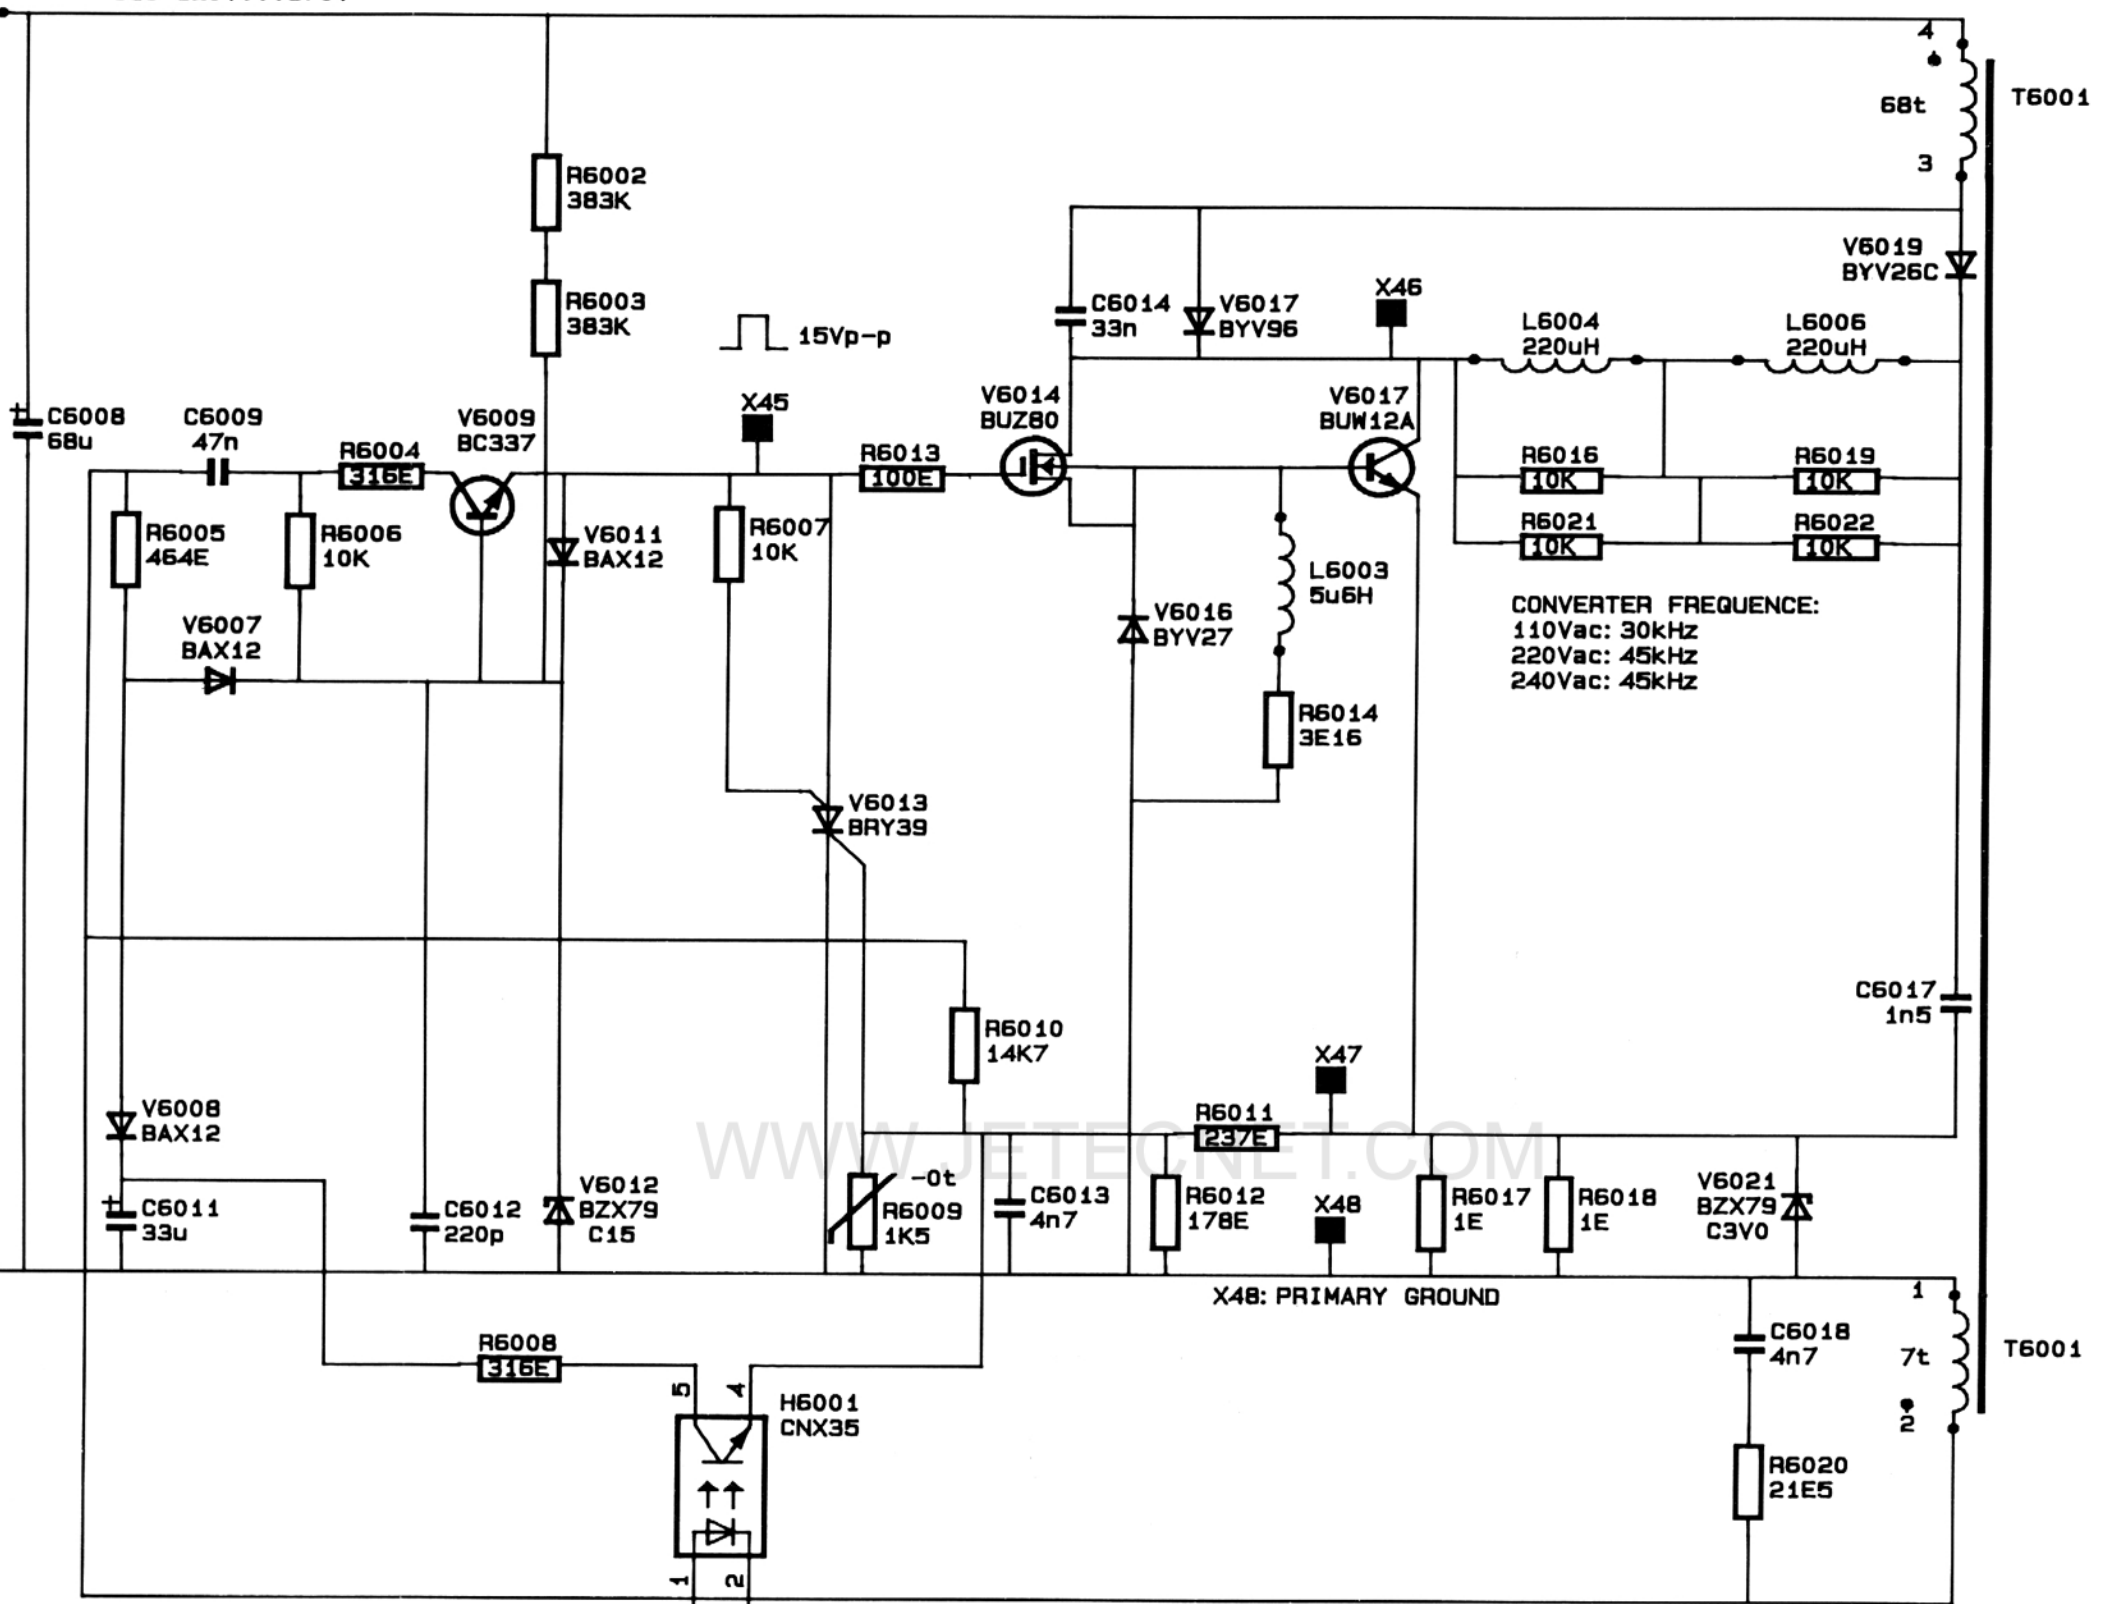 4
68t
T6001
3
R6002
383K
R6003
383K
15Vp-p
X45
C6008
68u
C6009
47n
R6004
316E
V6009
BC337
R6005
464E
R6006
10K
V6007
BAX12
V6011
BAX12
R6007
10K
R6013
100E
V6014
BUZ80
C6014
33n
V6017
BYV96
X46
V6017
BUW12A
L6004
220uH
L6006
220uH
V6019
BYV26C
R6016
10K
R6019
10K
R6021
10K
R6022
10K
CONVERTER FREQUENCE:
110Vac: 30kHz
220Vac: 45kHz
240Vac: 45kHz
L6003
5u6H
V6016
BYV27
R6014
3E16
V6013
BRY39
R6010
14K7
C6017
1n5
X47
R6011
237E
V6008
BAX12
C6011
33u
C6012
220p
V6012
BZX79
C15
-0t
R6009
1K5
C6013
4n7
R6012
178E
X48
R6017
1E
R6018
1E
V6021
BZX79
C3V0
WWW.JETECNET.COM
X48: PRIMARY GROUND
1
C6018
4n7
7t
T6001
2
R6020
21E5
R6008
316E
5
4
H6001
CNX35
1
2